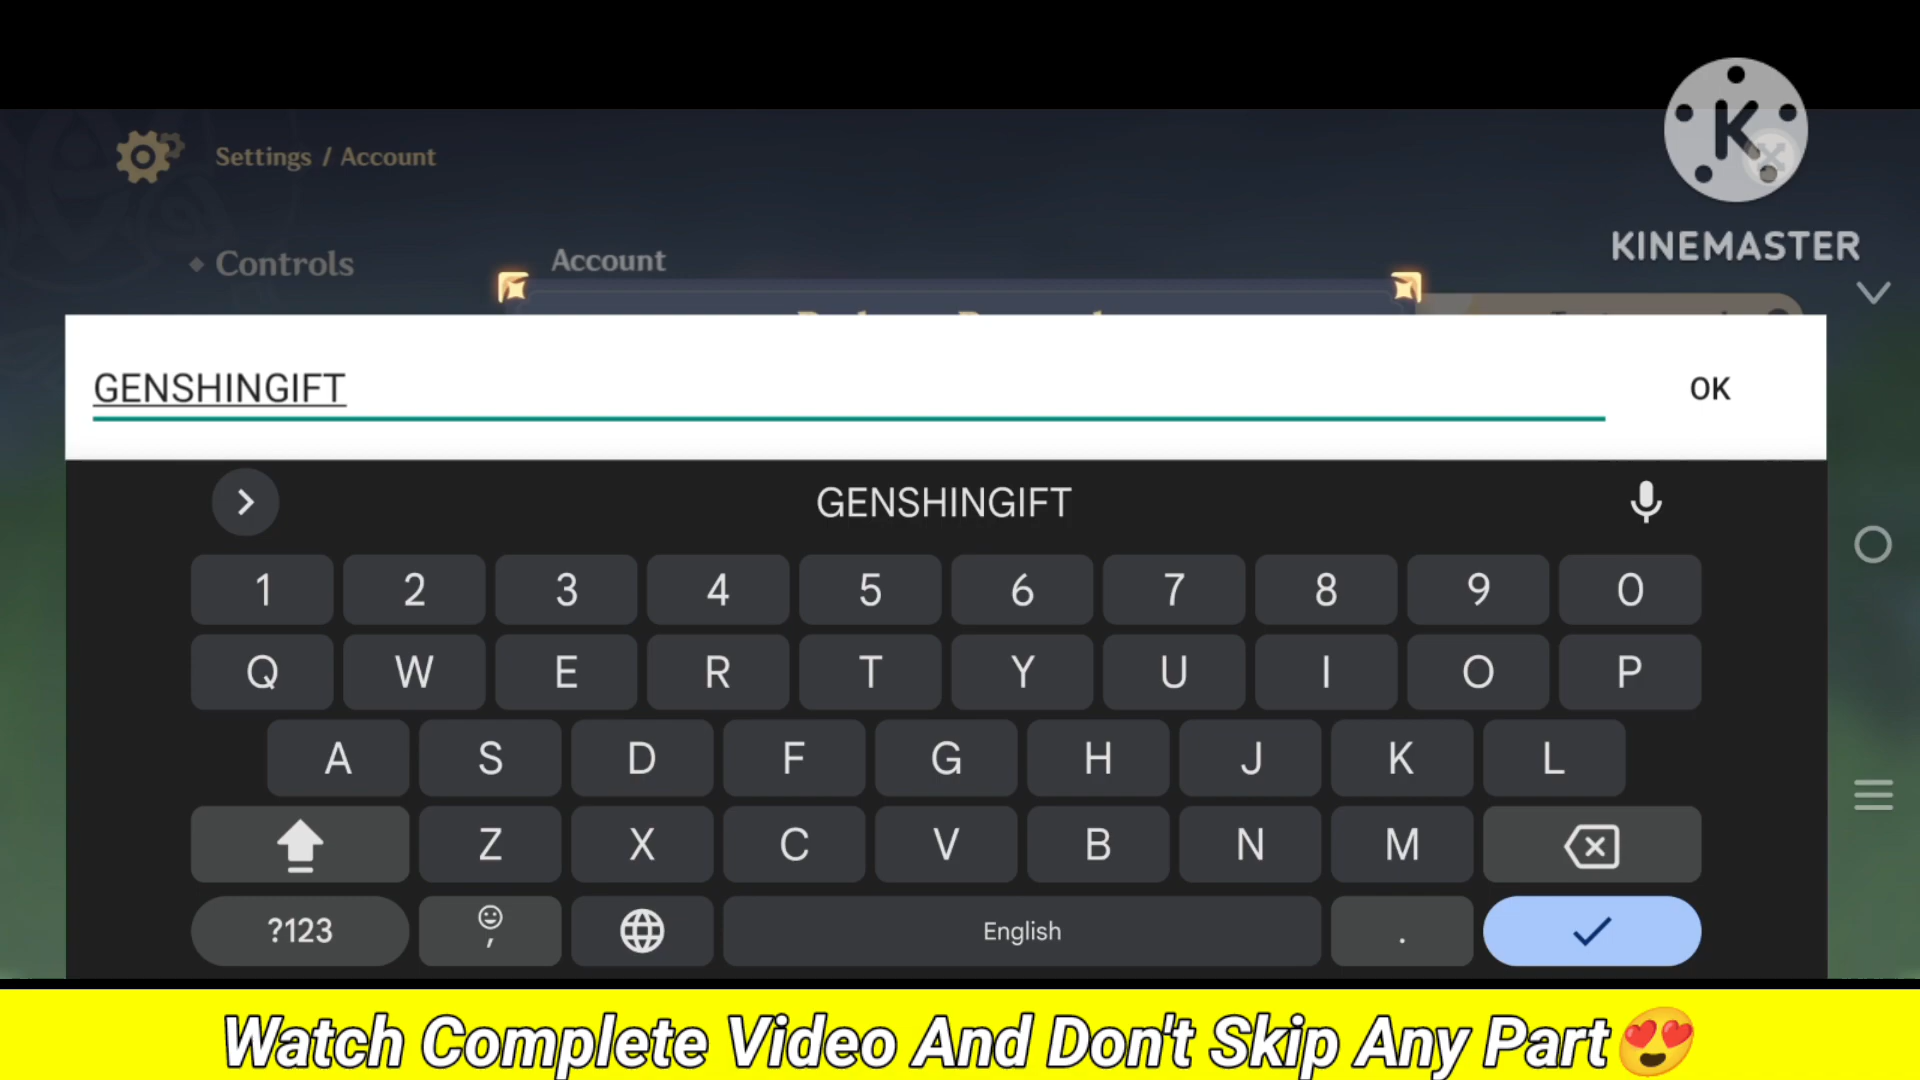 Settings / Account
Controls
Account
KINEMASTER
GENSHINGIFT
OK
GENSHINGIFT
1 2 3 4 5 6 7 8 9 0
Q W E R T Y U I O P
A S D F G H J K L
Z X C V B N M
?123
,
English
.
Watch Complete Video And Don't Skip Any Part😍